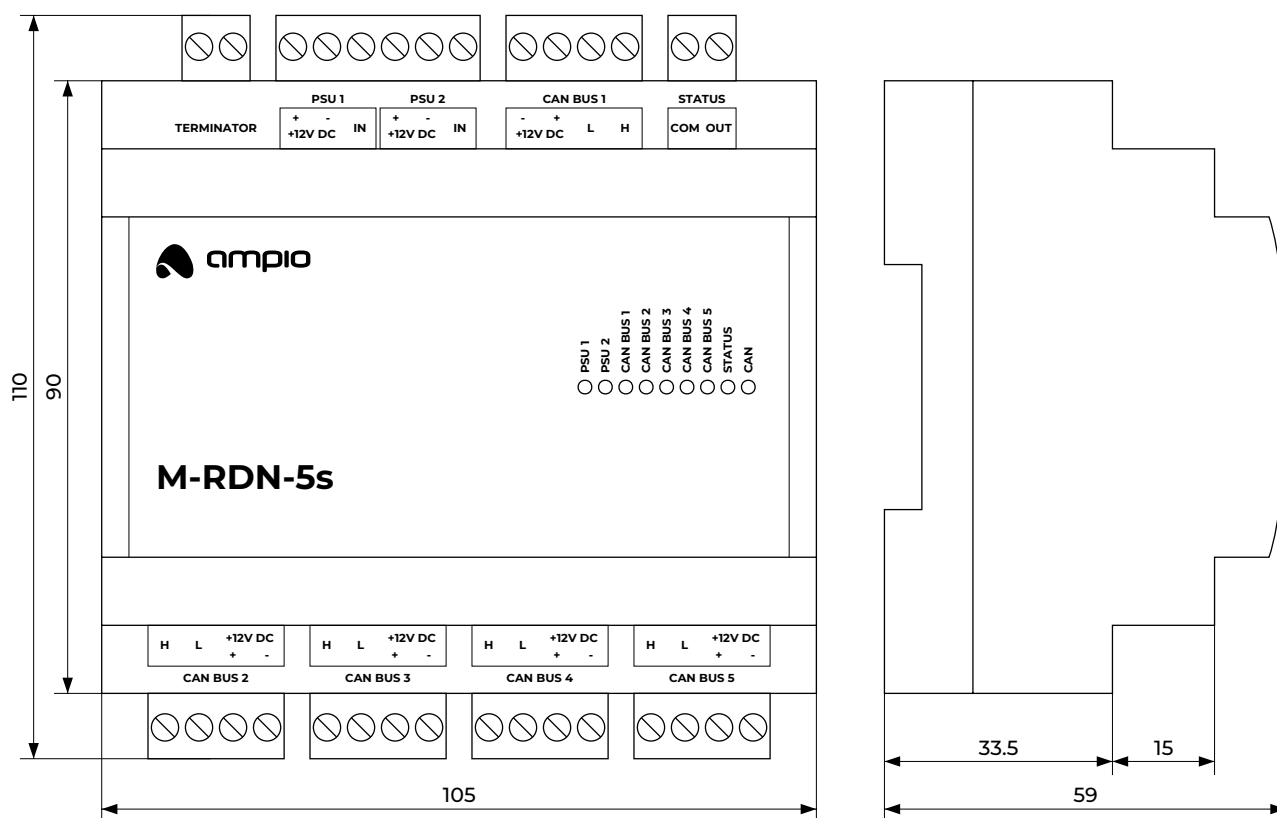 PSU 1 PSU 2 CAN BUS 1 STATUS
TERMINATOR
+ - + - - +
+12V DC IN +12V DC IN +12V DC L H COM OUT
ampio
PSU 1
PSU 2
CAN BUS 1
CAN BUS 2
CAN BUS 3
CAN BUS 4
CAN BUS 5
STATUS
CAN
110
90
M-RDN-5s
H L +12V DC H L +12V DC H L +12V DC H L +12V DC
+ - + - + - + -
CAN BUS 2 CAN BUS 3 CAN BUS 4 CAN BUS 5
33.5 15
105 59